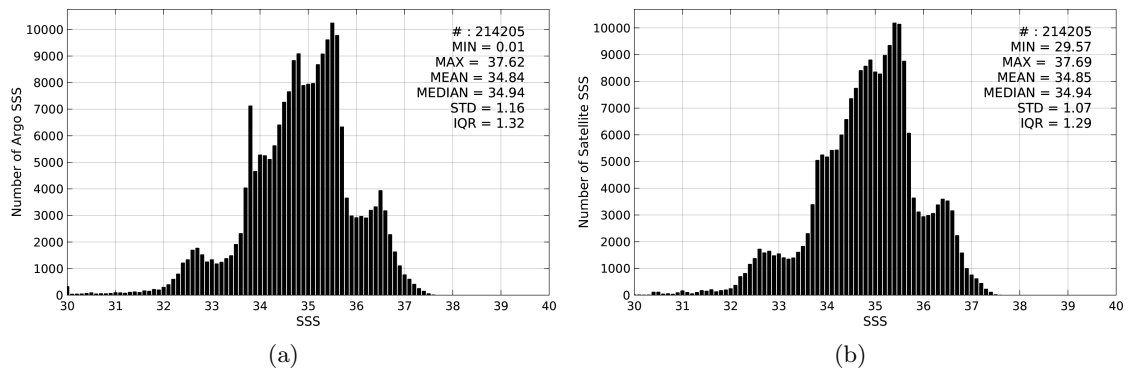 10000
9000
8000
7000
6000
5000
4000
3000
2000
1000
0
Number of Argo SSS
# : 214205
MIN = 0.01
MAX = 37.62
MEAN = 34.84
MEDIAN = 34.94
STD = 1.16
IQR = 1.32
30 31 32 33 34 35 36 37 38 39 40
SSS
(a)
10000
9000
8000
7000
6000
5000
4000
3000
2000
1000
0
Number of Satellite SSS
# : 214205
MIN = 29.57
MAX = 37.69
MEAN = 34.85
MEDIAN = 34.94
STD = 1.07
IQR = 1.29
30 31 32 33 34 35 36 37 38 39 40
SSS
(b)